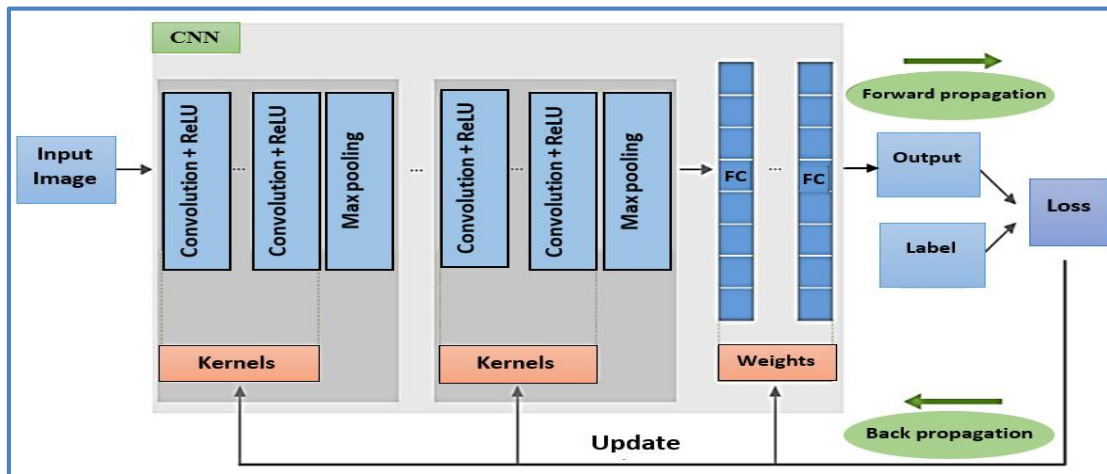 CNN
Input
Image
Convolution + ReLU
...
Convolution + ReLU
Max pooling
...
Convolution + ReLU
...
Convolution + ReLU
Max pooling
FC
...
FC
Forward propagation
Output
Label
Loss
Kernels
Kernels
Weights
Update
Back propagation